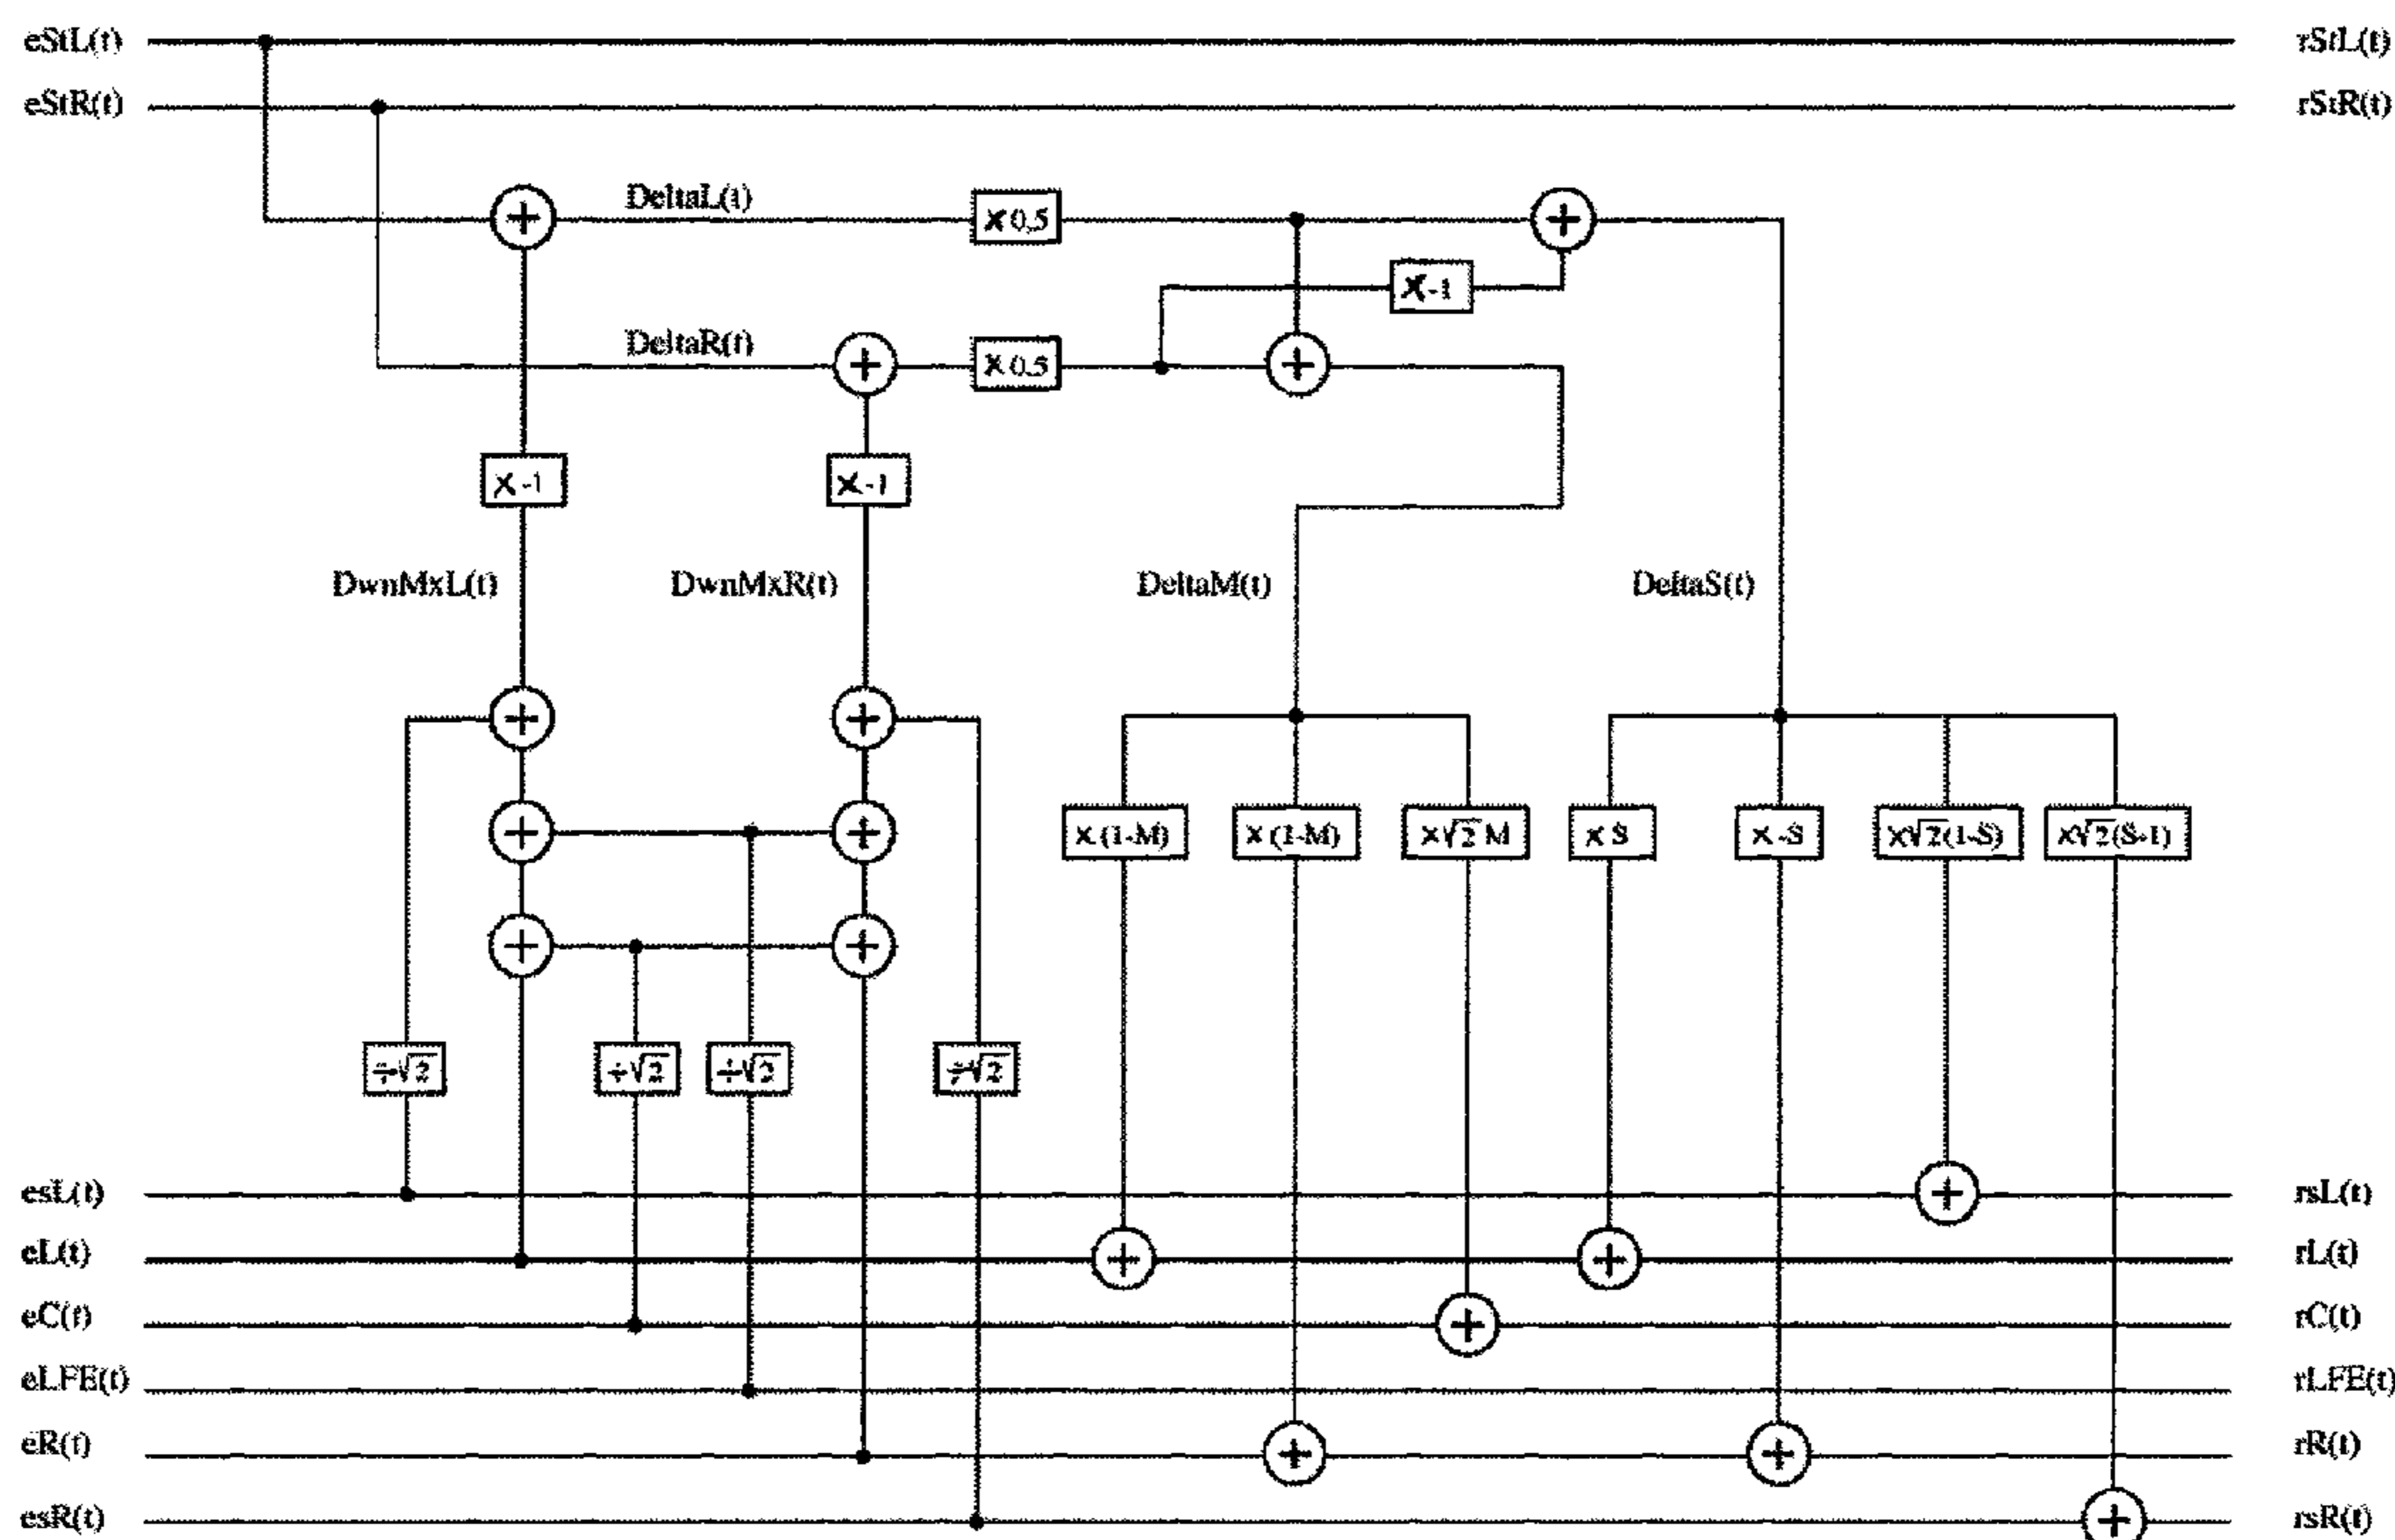 eStL(t) rStL(t)
eStR(t) rStR(t)
DeltaL(t) ×0.5
×-1
DeltaR(t) ×0.5
×-1 ×-1
DwnMxL(t) DwnMxR(t) DeltaM(t) DeltaS(t)
×(1-M) ×(1-M) ×√2 M ×S ×-S ×√2(1-S) ×√2(S-1)
÷√2 ÷√2 ÷√2 ÷√2
esL(t) rsL(t)
eL(t) rL(t)
eC(t) rC(t)
eLFE(t) rLFE(t)
eR(t) rR(t)
esR(t) rsR(t)